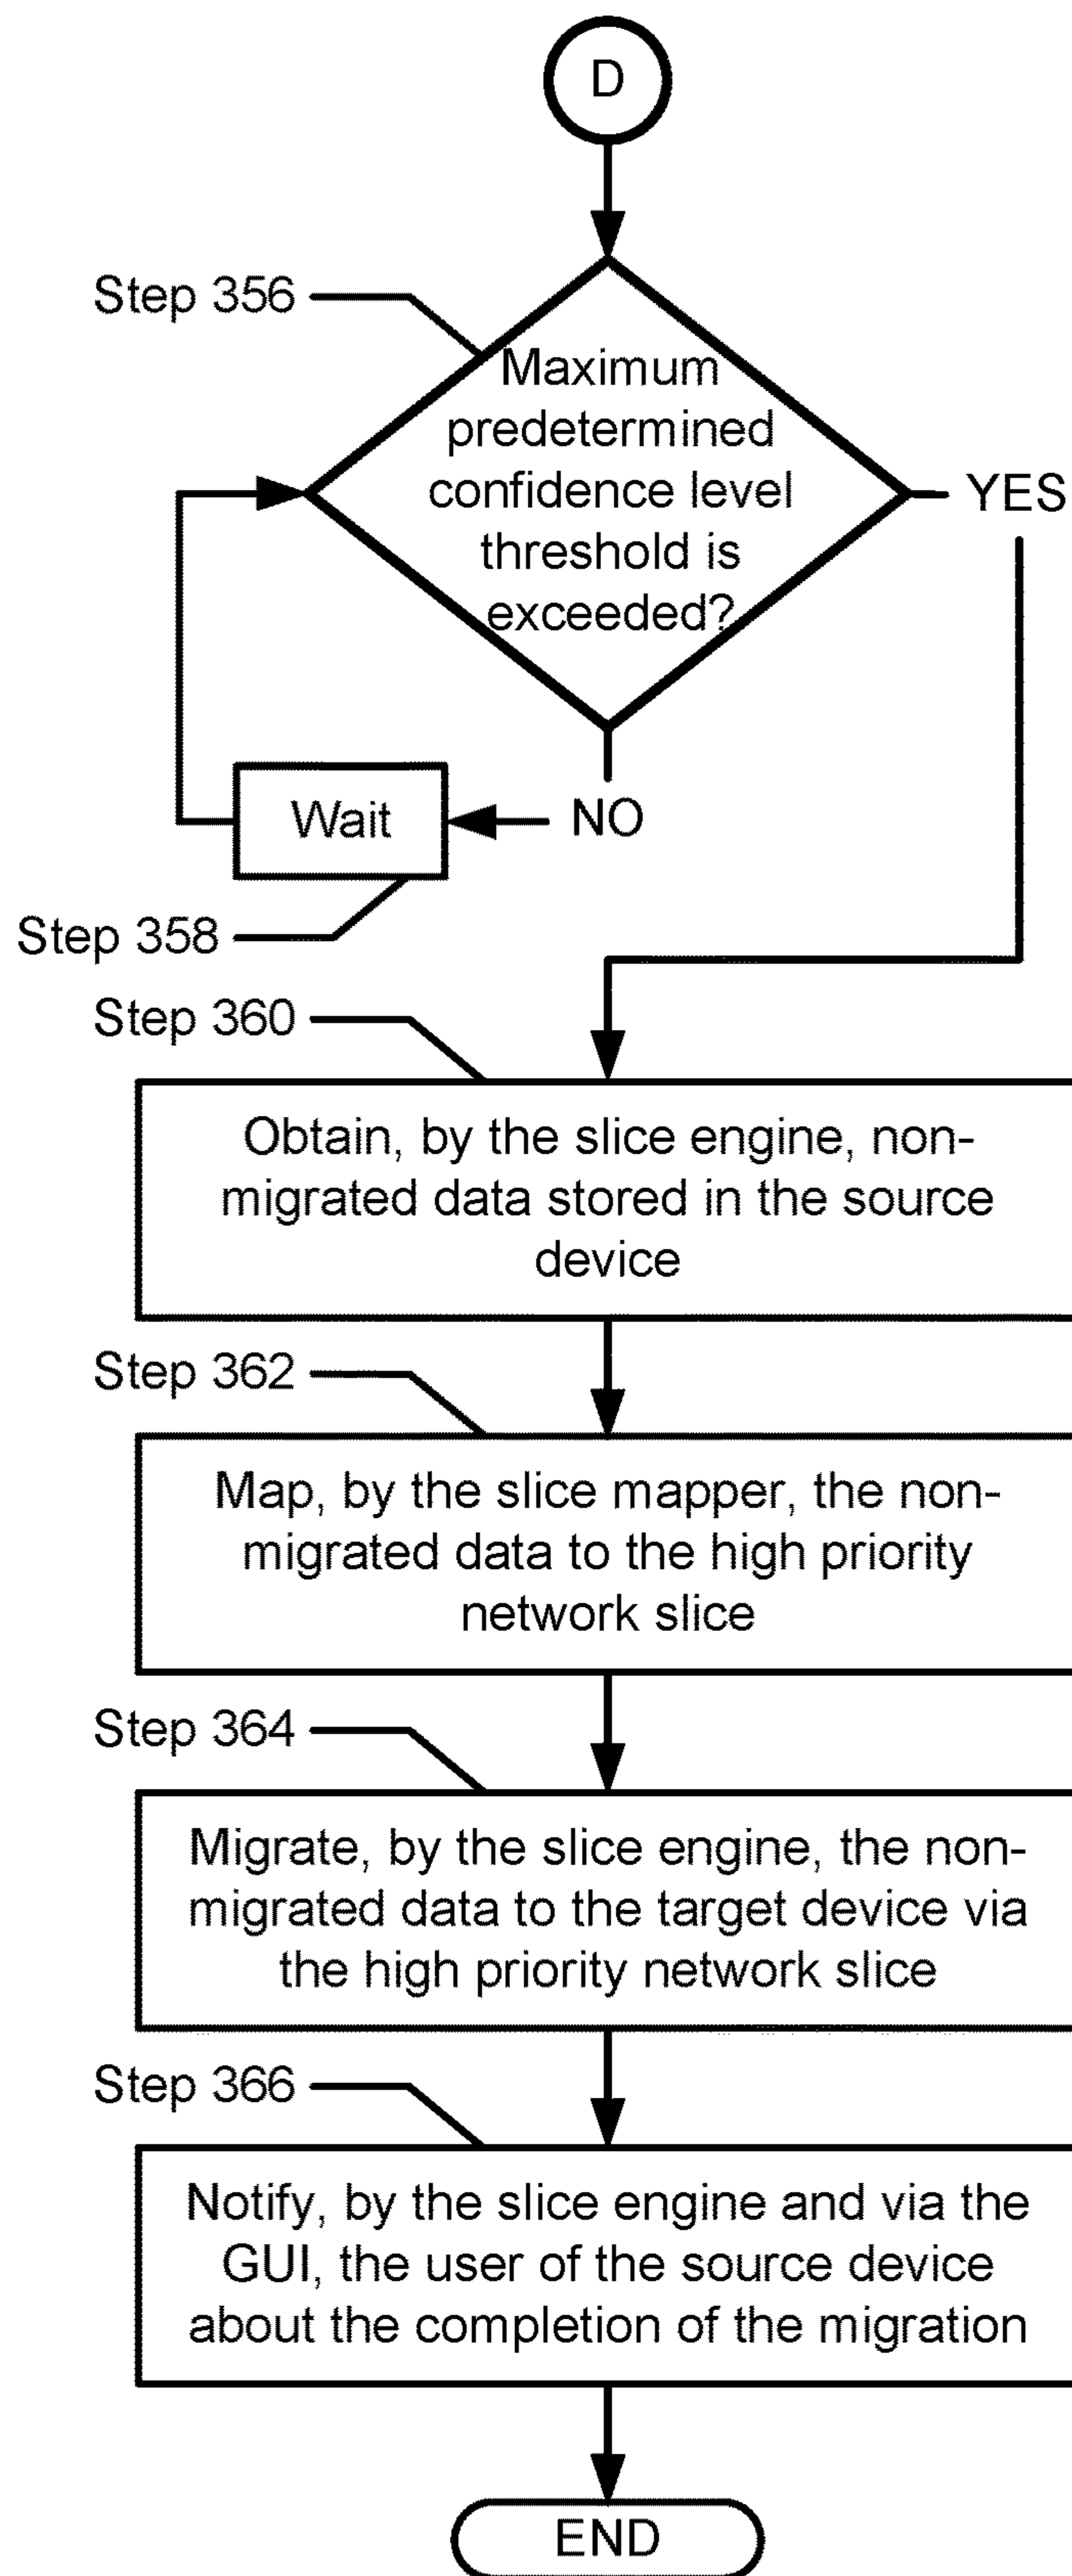 D
Step 356
Maximum
predetermined
confidence level
threshold is
exceeded?
YES
Wait
NO
Step 358
Step 360
Obtain, by the slice engine, non-
migrated data stored in the source
device
Step 362
Map, by the slice mapper, the non-
migrated data to the high priority
network slice
Step 364
Migrate, by the slice engine, the non-
migrated data to the target device via
the high priority network slice
Step 366
Notify, by the slice engine and via the
GUI, the user of the source device
about the completion of the migration
END